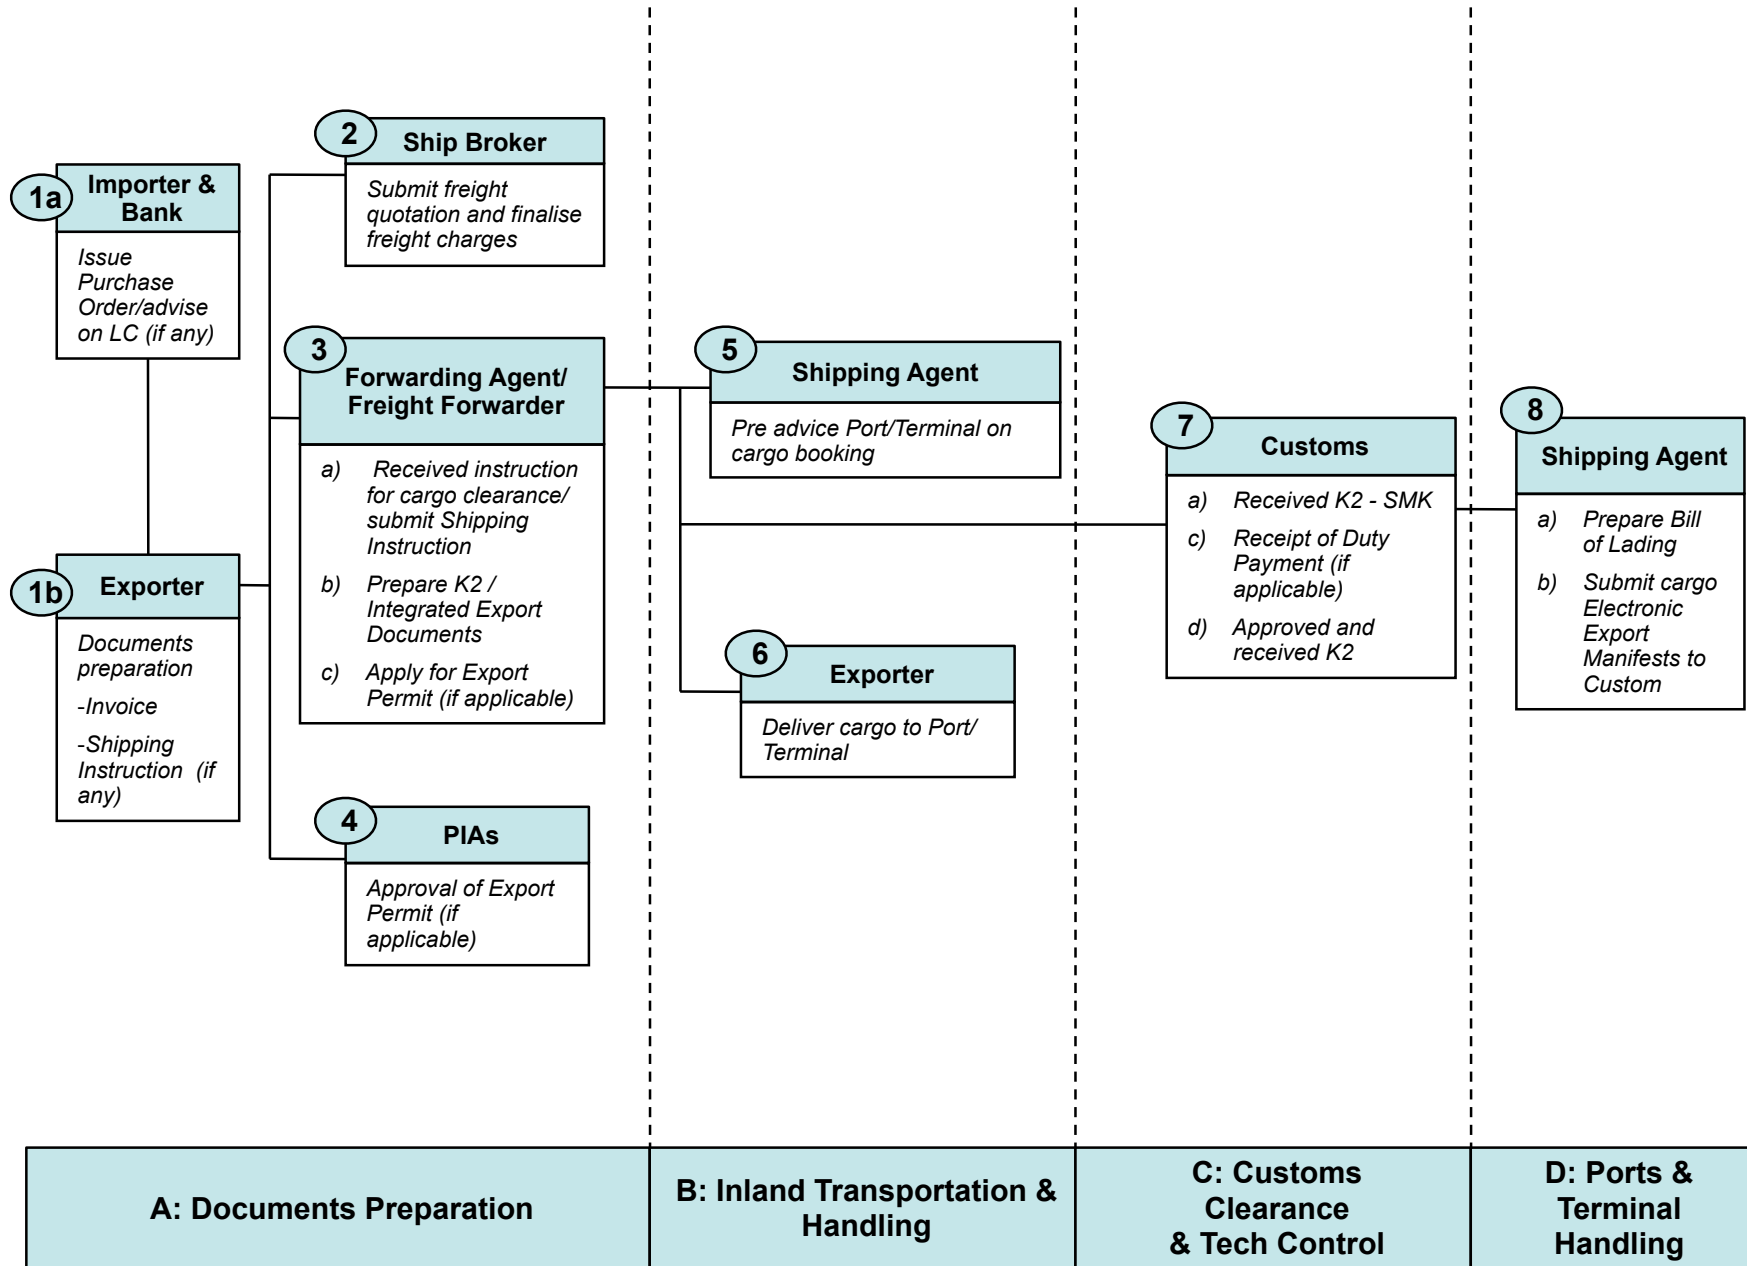 1a
Importer &
Bank
Issue
Purchase
Order/advise
on LC (if any)
1b
Exporter
Documents
preparation
-Invoice
-Shipping
Instruction (if
any)
2
Ship Broker
Submit freight
quotation and finalise
freight charges
3
Forwarding Agent/
Freight Forwarder
a) Received instruction
for cargo clearance/
submit Shipping
Instruction
b) Prepare K2 /
Integrated Export
Documents
c) Apply for Export
Permit (if applicable)
4
PIAs
Approval of Export
Permit (if
applicable)
5
Shipping Agent
Pre advice Port/Terminal on
cargo booking
6
Exporter
Deliver cargo to Port/
Terminal
7
Customs
a) Received K2 - SMK
c) Receipt of Duty
Payment (if
applicable)
d) Approved and
received K2
8
Shipping Agent
a) Prepare Bill
of Lading
b) Submit cargo
Electronic
Export
Manifests to
Custom
A: Documents Preparation
B: Inland Transportation &
Handling
C: Customs
Clearance
& Tech Control
D: Ports &
Terminal
Handling